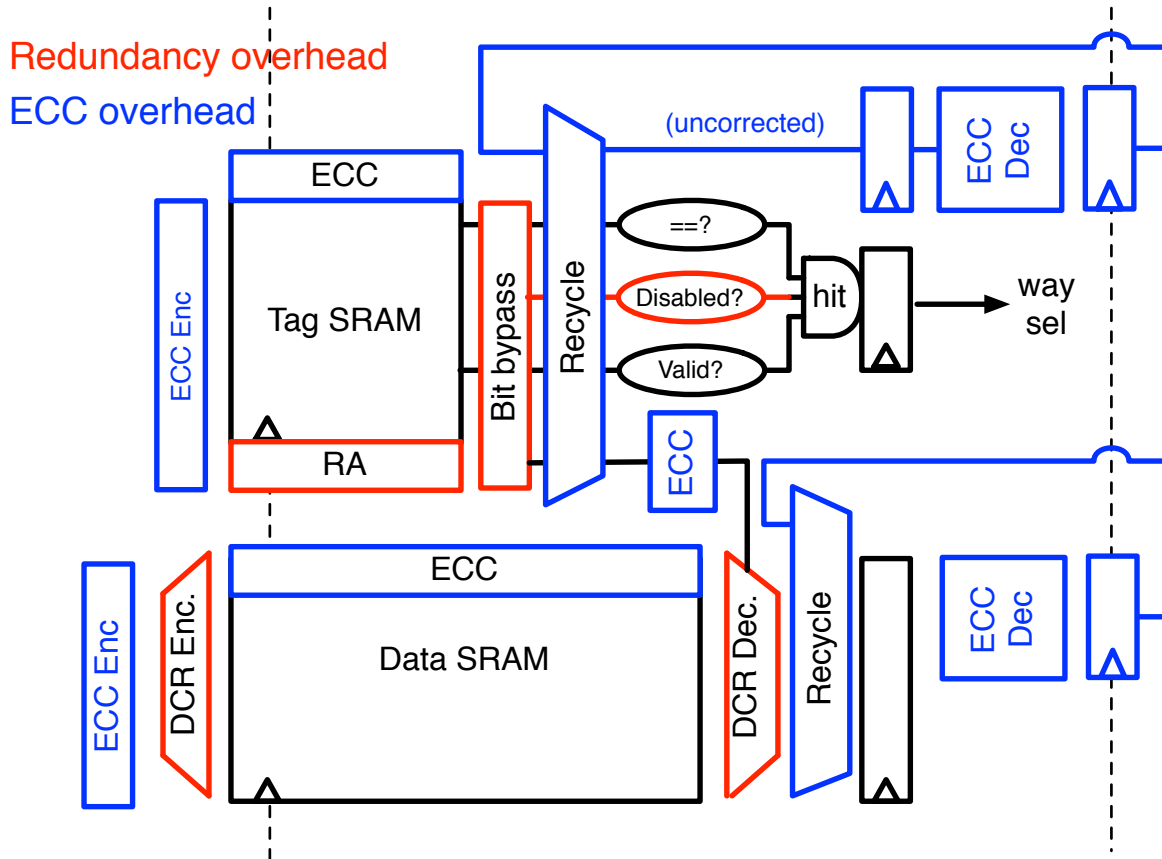 Redundancy overhead
ECC overhead
(uncorrected)
ECC
Dec
ECC
ECC Enc
Tag SRAM
Bit bypass
Recycle
==?
Disabled?
Valid?
hit
way
sel
RA
ECC
ECC Enc
DCR Enc.
ECC
Data SRAM
DCR Dec.
Recycle
ECC
Dec